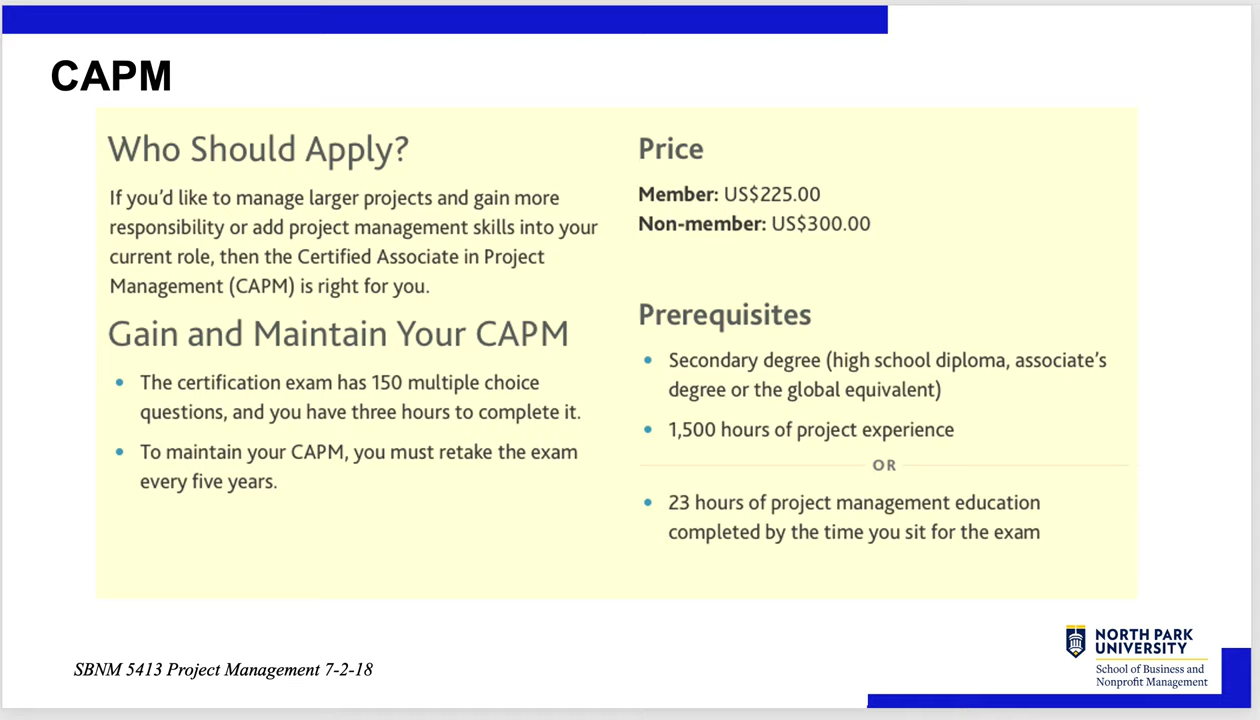 CAPM
Who Should Apply?
If you'd like to manage larger projects and gain more
responsibility or add project management skills into your
current role, then the Certified Associate in Project
Management (CAPM) is right for you.
Gain and Maintain Your CAPM
• The certification exam has 150 multiple choice
questions, and you have three hours to complete it.
• To maintain your CAPM, you must retake the exam
every five years.
Price
Member: US$225.00
Non-member: US$300.00
Prerequisites
• Secondary degree (high school diploma, associate's
degree or the global equivalent)
• 1,500 hours of project experience
OR
• 23 hours of project management education
completed by the time you sit for the exam
SBNM 5413 Project Management 7-2-18
NORTH PARK
UNIVERSITY
School of Business and
Nonprofit Management